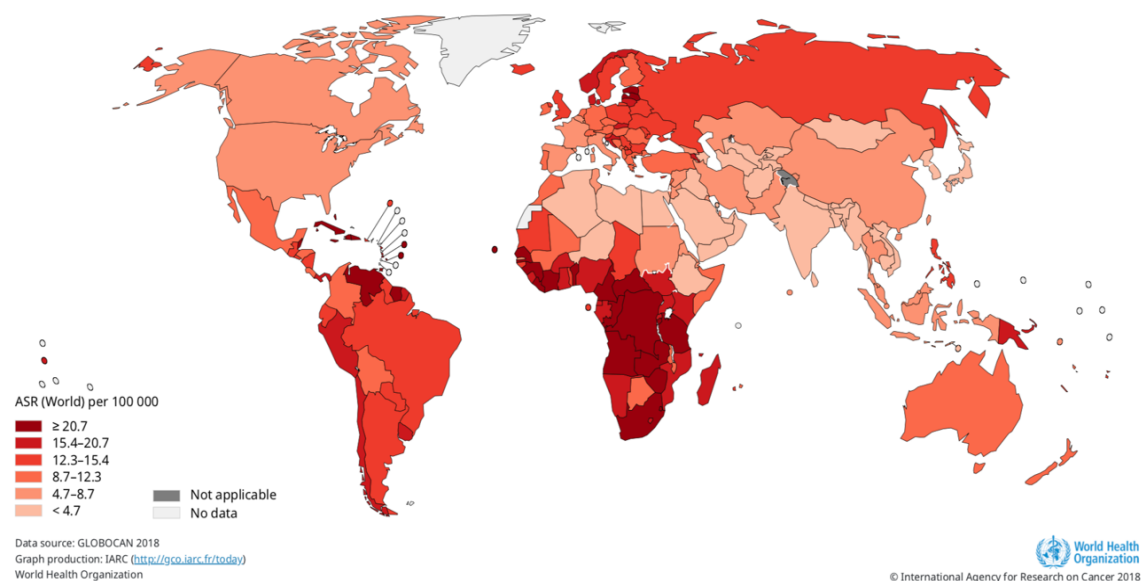 ASR (World) per 100 000
≥ 20.7
15.4–20.7
12.3–15.4
8.7–12.3
4.7–8.7
< 4.7
Not applicable
No data
Data source: GLOBOCAN 2018
Graph production: IARC (http://gco.iarc.fr/today)
World Health Organization
World Health
Organization
© International Agency for Research on Cancer 2018